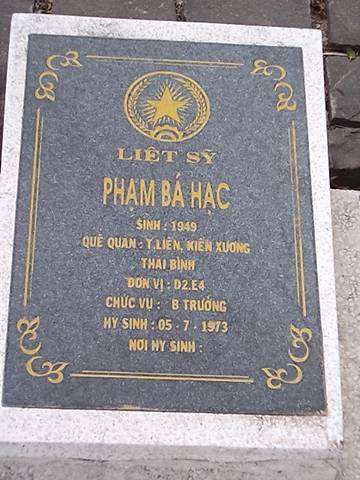 LIỆT SỸ
PHẠM BÁ HẠC
SINH : 1949
QUÊ QUÁN : T.LIÊN, KIẾN XƯƠNG
THÁI BÌNH
ĐƠN VỊ : D2.E4
CHỨC VỤ : B TRƯỞNG
HY SINH : 05 - 7 - 1973
NƠI HY SINH :